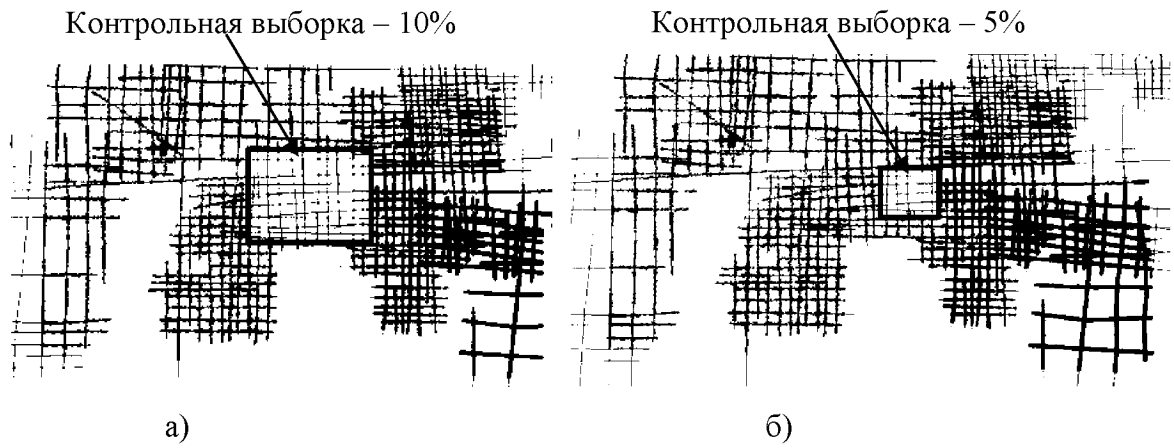 Контрольная выборка – 10%
Контрольная выборка – 5%
а)
б)